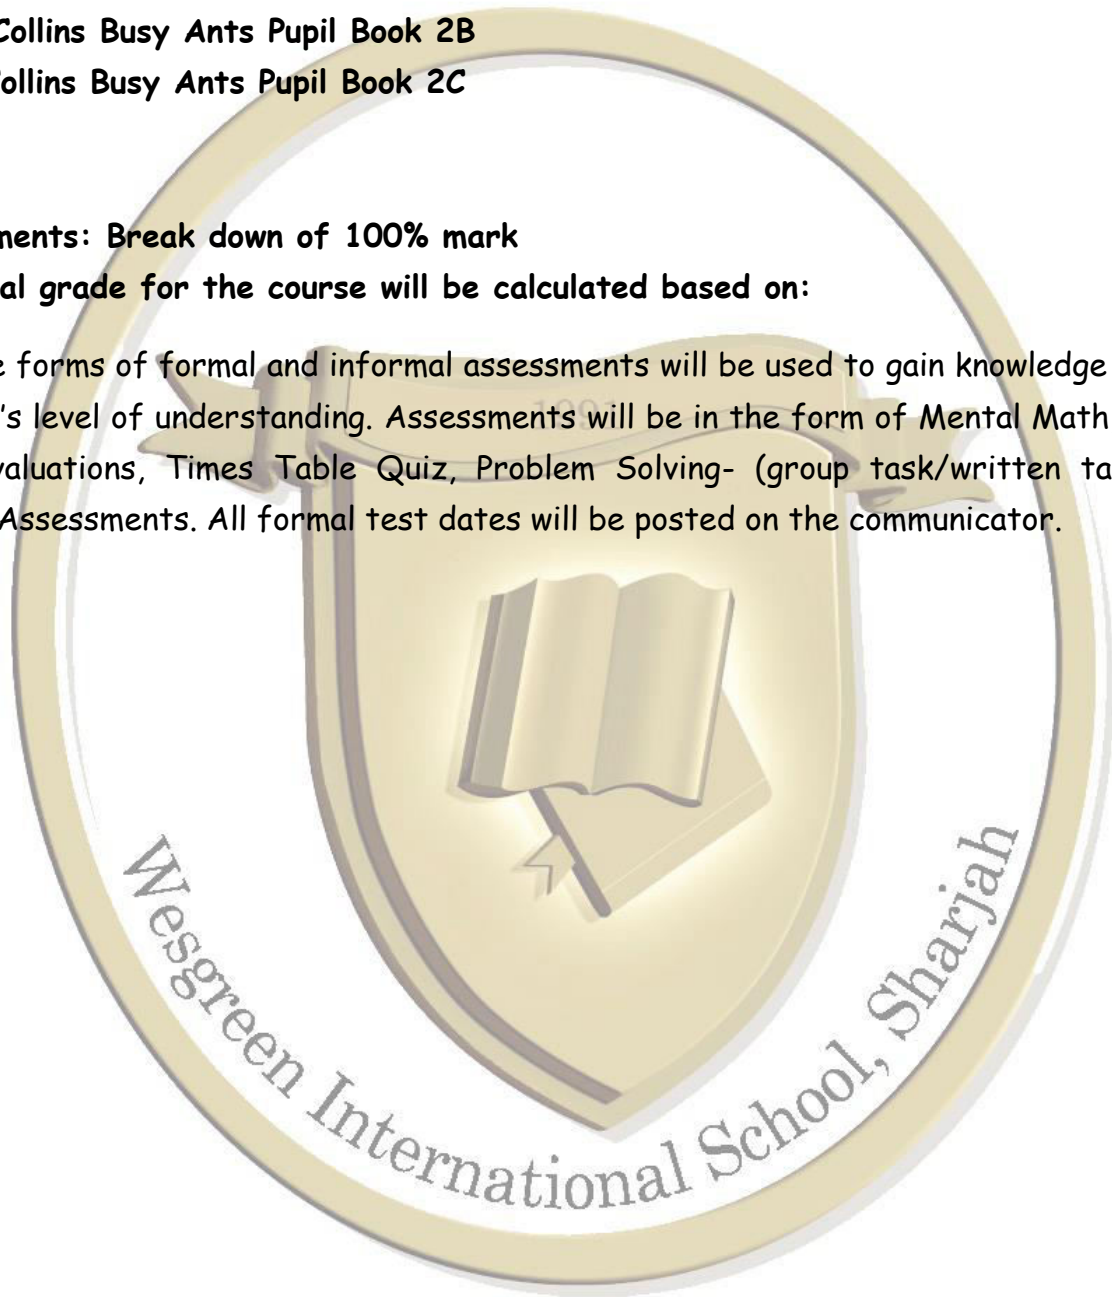 Collins Busy Ants Pupil Book 2B
Collins Busy Ants Pupil Book 2C
ments: Break down of 100% mark
al grade for the course will be calculated based on:
e forms of formal and informal assessments will be used to gain knowledge
's level of understanding. Assessments will be in the form of Mental Math
valuations, Times Table Quiz, Problem Solving- (group task/written ta
Assessments. All formal test dates will be posted on the communicator.
1991
Wesgreen International School, Sharjah